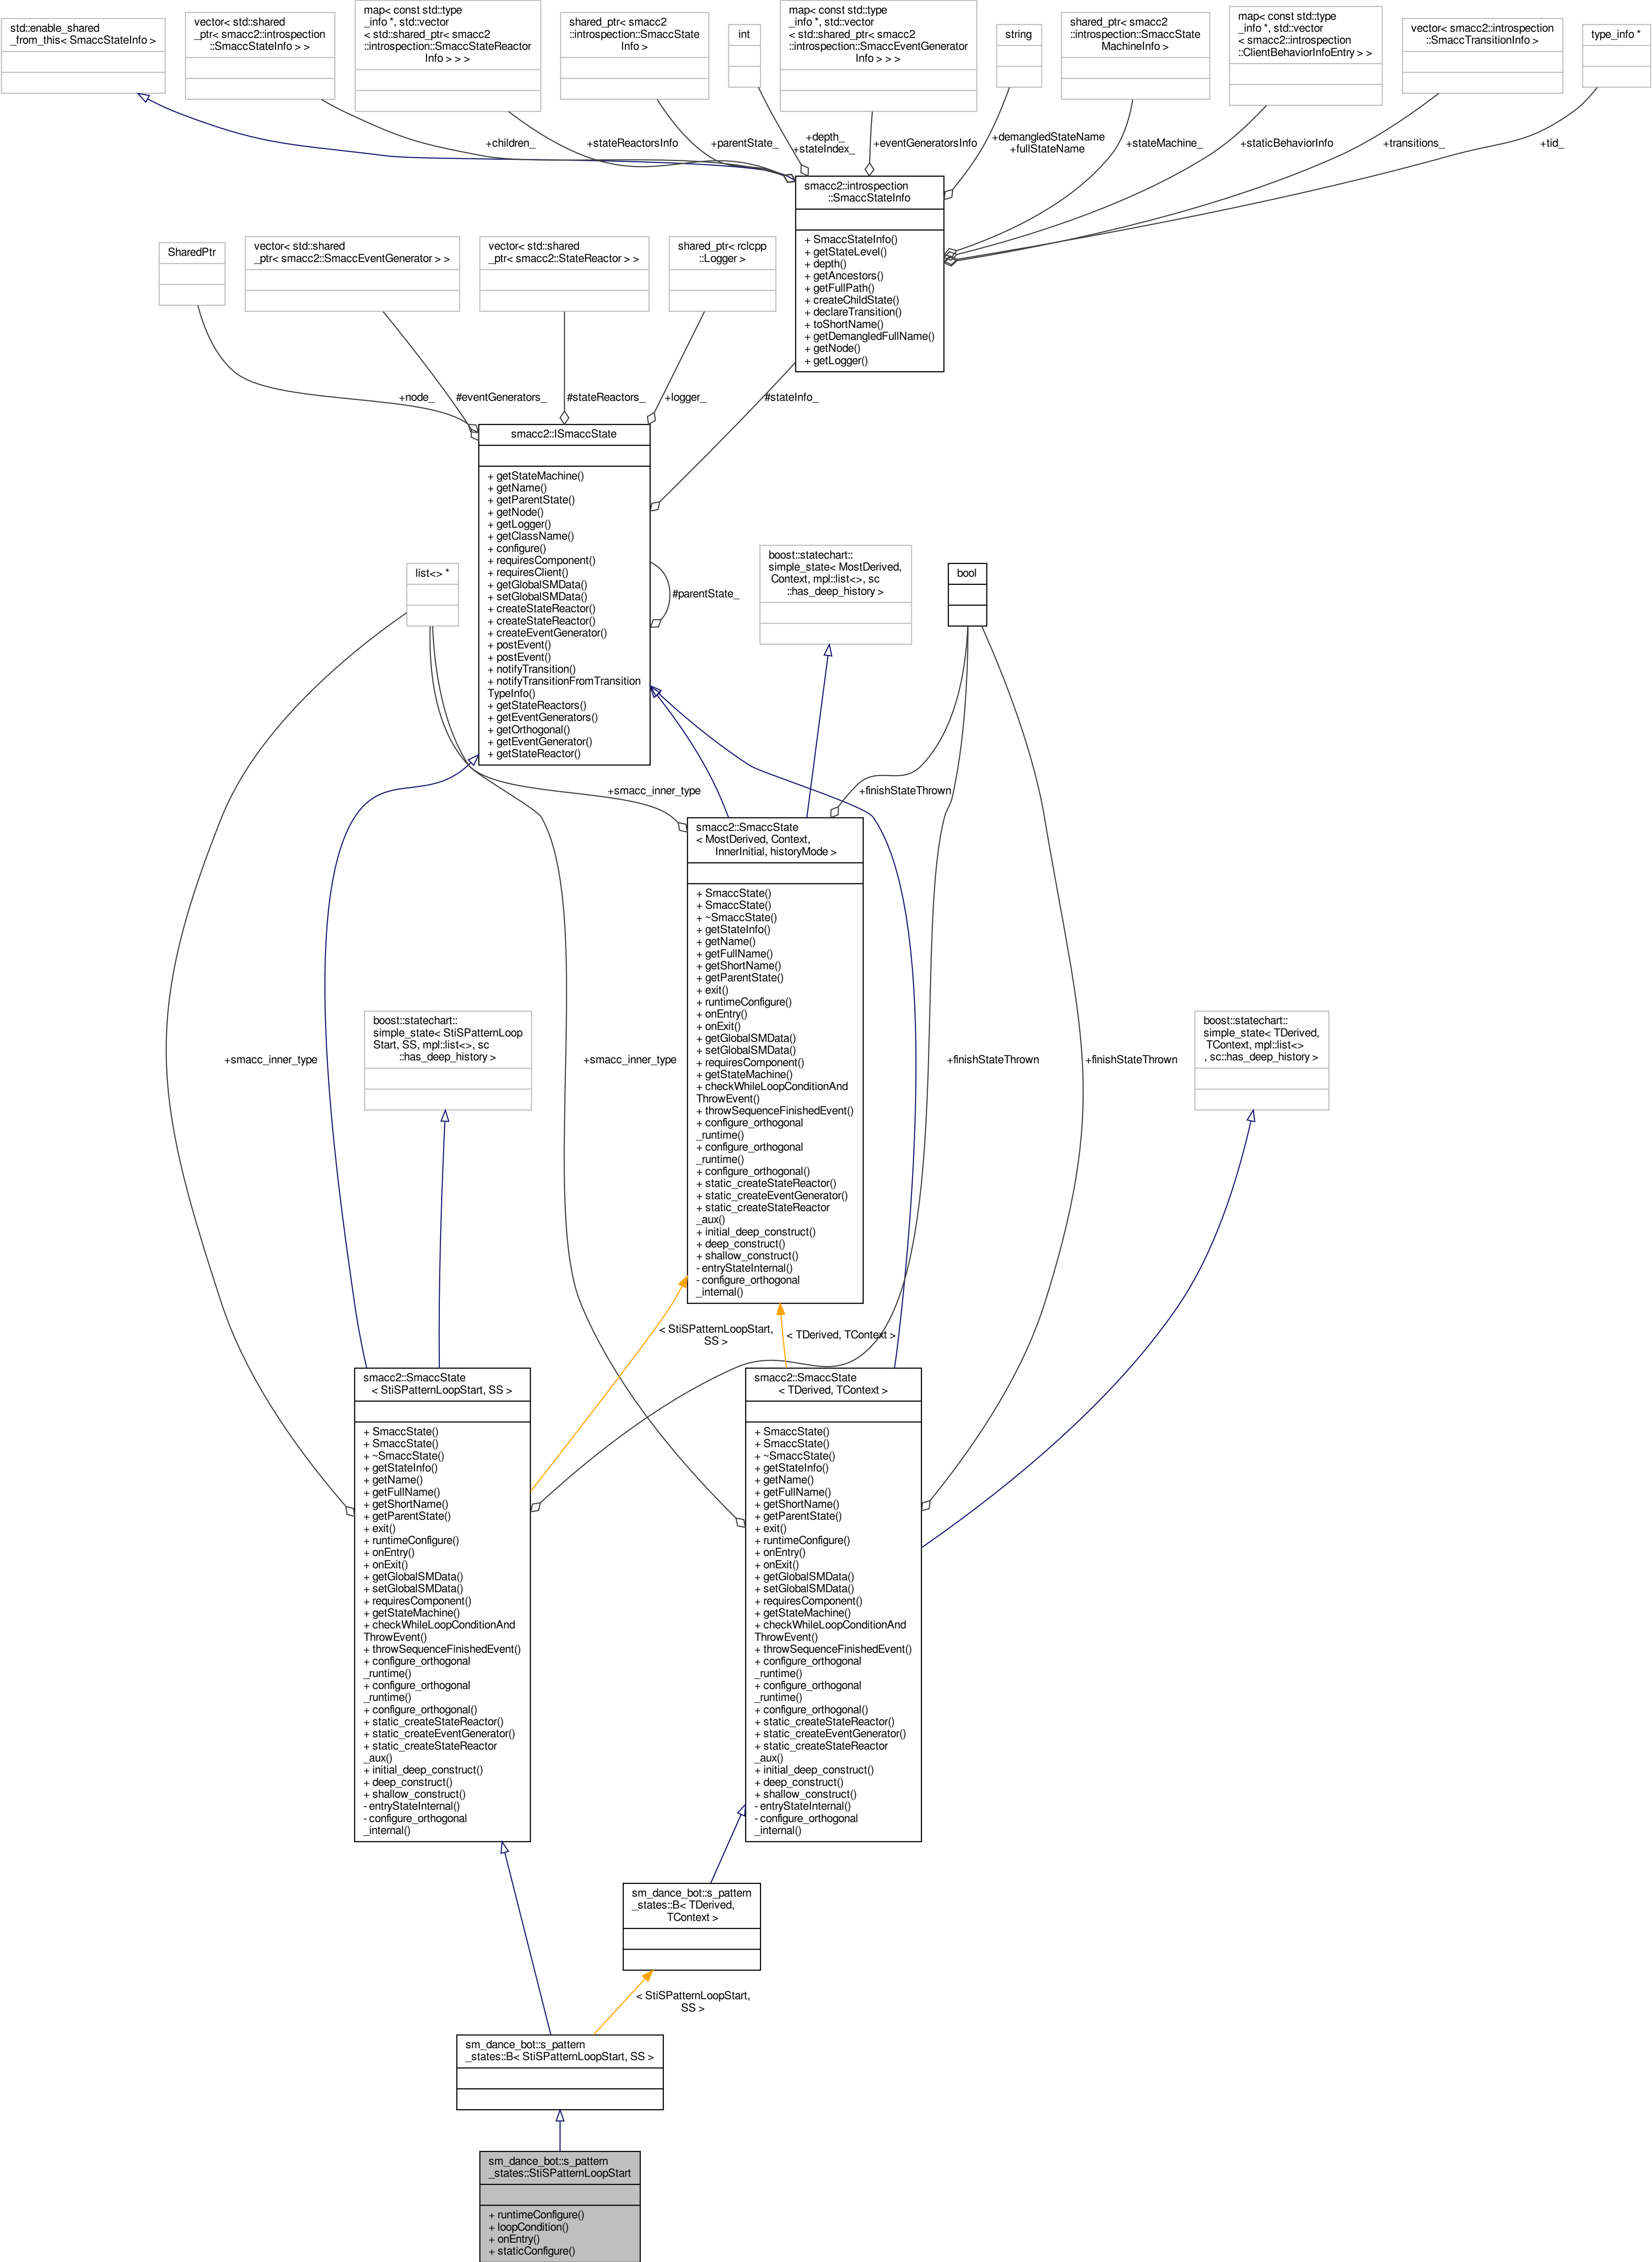 std::enable_shared
_from_this< SmaccStateInfo >
vector< std::shared
_ptr< smacc2::introspection
::SmaccStateInfo > >
map< const std::type
_info *, std::vector
< std::shared_ptr< smacc2
::introspection::SmaccStateReactor
Info > > >
shared_ptr< smacc2
::introspection::SmaccState
Info >
int
map< const std::type
_info *, std::vector
< std::shared_ptr< smacc2
::introspection::SmaccEventGenerator
Info > > >
string
shared_ptr< smacc2
::introspection::SmaccState
MachineInfo >
map< const std::type
_info *, std::vector
< smacc2::introspection
::ClientBehaviorInfoEntry > >
vector< smacc2::introspection
::SmaccTransitionInfo >
type_info *
+children_
+stateReactorsInfo
+parentState_
+depth_
+stateIndex_
+eventGeneratorsInfo
+demangledStateName
+fullStateName
+stateMachine_
+staticBehaviorInfo
+transitions_
+tid_
smacc2::introspection
::SmaccStateInfo
+ SmaccStateInfo()
+ getStateLevel()
+ depth()
+ getAncestors()
+ getFullPath()
+ createChildState()
+ declareTransition()
+ toShortName()
+ getDemangledFullName()
+ getNode()
+ getLogger()
SharedPtr
vector< std::shared
_ptr< smacc2::SmaccEventGenerator > >
vector< std::shared
_ptr< smacc2::StateReactor > >
shared_ptr< rclcpp
::Logger >
+node_
#eventGenerators_
#stateReactors_
+logger_
#stateInfo_
smacc2::ISmaccState
+ getStateMachine()
+ getName()
+ getParentState()
+ getNode()
+ getLogger()
+ getClassName()
+ configure()
+ requiresComponent()
+ requiresClient()
+ getGlobalSMData()
+ setGlobalSMData()
+ createStateReactor()
+ createStateReactor()
+ createEventGenerator()
+ postEvent()
+ postEvent()
+ notifyTransition()
+ notifyTransitionFromTransition
TypeInfo()
+ getStateReactors()
+ getEventGenerators()
+ getOrthogonal()
+ getEventGenerator()
+ getStateReactor()
#parentState_
list<> *
boost::statechart::
simple_state< MostDerived,
Context, mpl::list<>, sc
::has_deep_history >
bool
+smacc_inner_type
+finishStateThrown
smacc2::SmaccState
< MostDerived, Context,
InnerInitial, historyMode >
+ SmaccState()
+ SmaccState()
+ ~SmaccState()
+ getStateInfo()
+ getName()
+ getFullName()
+ getShortName()
+ getParentState()
+ exit()
+ runtimeConfigure()
+ onEntry()
+ onExit()
+ getGlobalSMData()
+ setGlobalSMData()
+ requiresComponent()
+ getStateMachine()
+ checkWhileLoopConditionAnd
ThrowEvent()
+ throwSequenceFinishedEvent()
+ configure_orthogonal
_runtime()
+ configure_orthogonal
_runtime()
+ configure_orthogonal()
+ static_createStateReactor()
+ static_createEventGenerator()
+ static_createStateReactor
_aux()
+ initial_deep_construct()
+ deep_construct()
+ shallow_construct()
- entryStateInternal()
- configure_orthogonal
_internal()
boost::statechart::
simple_state< StiSPatternLoop
Start, SS, mpl::list<>, sc
::has_deep_history >
boost::statechart::
simple_state< TDerived,
TContext, mpl::list<>
, sc::has_deep_history >
+smacc_inner_type
+smacc_inner_type
+finishStateThrown
+finishStateThrown
< StiSPatternLoopStart,
SS >
< TDerived, TContext >
smacc2::SmaccState
< StiSPatternLoopStart, SS >
+ SmaccState()
+ SmaccState()
+ ~SmaccState()
+ getStateInfo()
+ getName()
+ getFullName()
+ getShortName()
+ getParentState()
+ exit()
+ runtimeConfigure()
+ onEntry()
+ onExit()
+ getGlobalSMData()
+ setGlobalSMData()
+ requiresComponent()
+ getStateMachine()
+ checkWhileLoopConditionAnd
ThrowEvent()
+ throwSequenceFinishedEvent()
+ configure_orthogonal
_runtime()
+ configure_orthogonal
_runtime()
+ configure_orthogonal()
+ static_createStateReactor()
+ static_createEventGenerator()
+ static_createStateReactor
_aux()
+ initial_deep_construct()
+ deep_construct()
+ shallow_construct()
- entryStateInternal()
- configure_orthogonal
_internal()
smacc2::SmaccState
< TDerived, TContext >
+ SmaccState()
+ SmaccState()
+ ~SmaccState()
+ getStateInfo()
+ getName()
+ getFullName()
+ getShortName()
+ getParentState()
+ exit()
+ runtimeConfigure()
+ onEntry()
+ onExit()
+ getGlobalSMData()
+ setGlobalSMData()
+ requiresComponent()
+ getStateMachine()
+ checkWhileLoopConditionAnd
ThrowEvent()
+ throwSequenceFinishedEvent()
+ configure_orthogonal
_runtime()
+ configure_orthogonal
_runtime()
+ configure_orthogonal()
+ static_createStateReactor()
+ static_createEventGenerator()
+ static_createStateReactor
_aux()
+ initial_deep_construct()
+ deep_construct()
+ shallow_construct()
- entryStateInternal()
- configure_orthogonal
_internal()
sm_dance_bot::s_pattern
_states::B< TDerived,
TContext >
< StiSPatternLoopStart,
SS >
sm_dance_bot::s_pattern
_states::B< StiSPatternLoopStart, SS >
sm_dance_bot::s_pattern
_states::StiSPatternLoopStart
+ runtimeConfigure()
+ loopCondition()
+ onEntry()
+ staticConfigure()